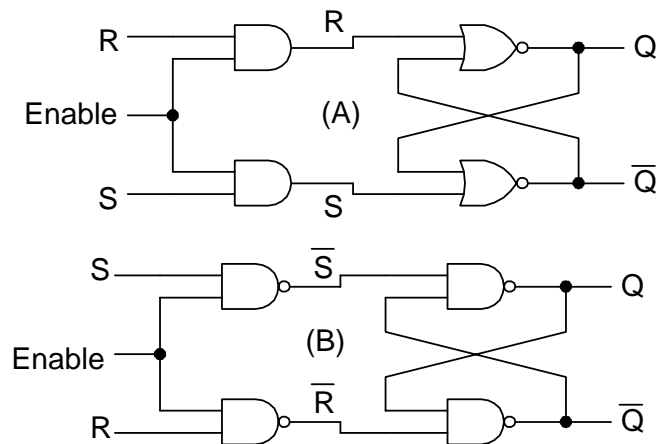 R R Q
Enable (A)
S S Q̅
S S̅ Q
Enable (B)
R R̅ Q̅